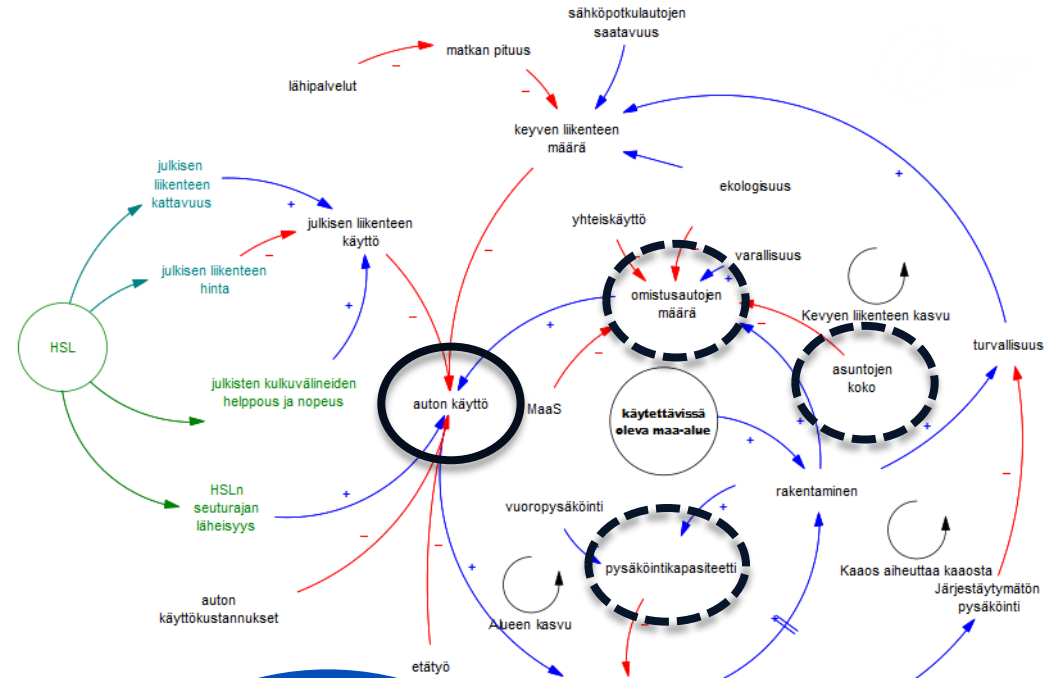 sähköpotkulautojen
saatavuus
matkan pituus
lähipalvelut
keyven liikenteen
määrä
julkisen
liikenteen
kattavuus
ekologisuus
yhteiskäyttö
julkisen liikenteen
käyttö
varallisuus
julkisen liikenteen
hinta
omistusautojen
määrä
Kevyen liikenteen kasvu
HSL
turvallisuus
asuntojen
koko
julkisten kulkuvälineiden
helppous ja nopeus
auton käyttö
MaaS
käytettävissä
oleva maa-alue
rakentaminen
HSLn
seuturajan
läheisyys
vuoropysäköinti
pysäköintikapasiteetti
Kaaos aiheuttaa kaaosta
Järjestäytymätön
pysäköinti
auton
käyttökustannukset
Alueen kasvu
etätyö